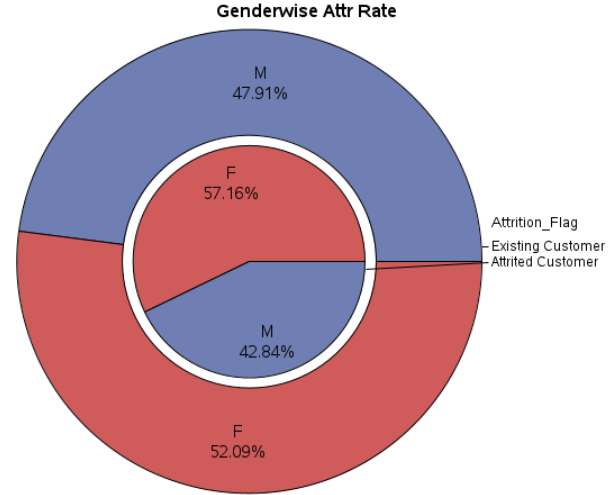 Genderwise Attr Rate
M
47.91%
F
57.16%
Attrition_Flag
Existing Customer
Attrited Customer
M
42.84%
F
52.09%